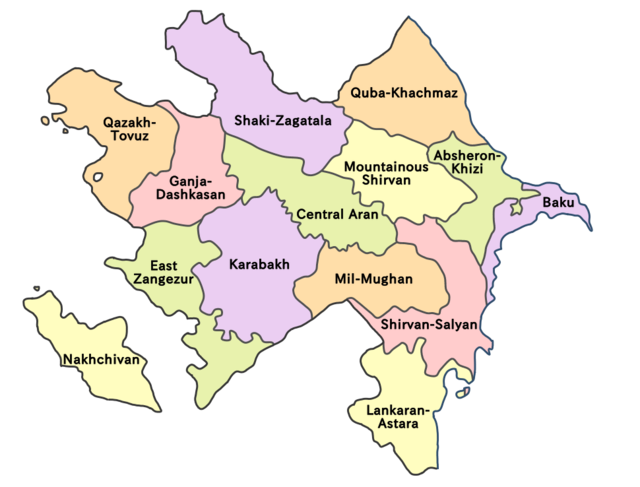 Quba-Khachmaz
Shaki-Zagatala
Qazakh-
Tovuz
Absheron-
Khizi
Mountainous
Shirvan
Ganja-
Dashkasan
Baku
Central Aran
East
Zangezur
Karabakh
Mil-Mughan
Shirvan-Salyan
Nakhchivan
Lankaran-
Astara